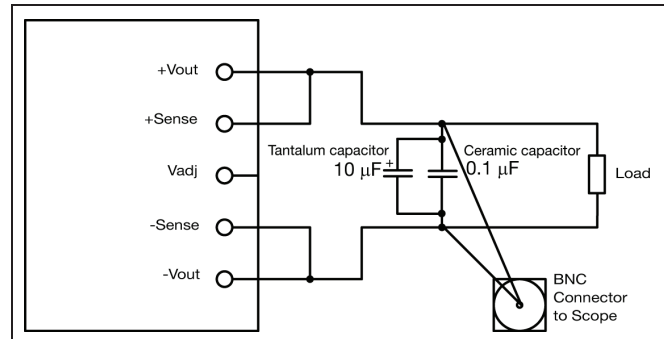 +Vout
+Sense
Vadj
-Sense
-Vout
Tantalum capacitor
10 µF +
Ceramic capacitor
0.1 µF
Load
BNC
Connector
to Scope